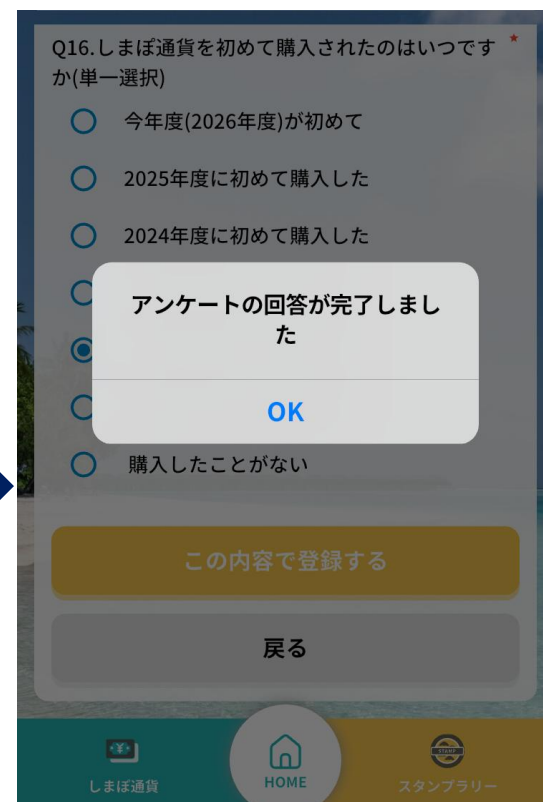 Q16.しまぽ通貨を初めて購入されたのはいつです *
か(単一選択)
今年度(2026年度)が初めて
2025年度に初めて購入した
2024年度に初めて購入した
アンケートの回答が完了しまし
た
OK
購入したことがない
この内容で登録する
戻る
しまぽ通貨
HOME
STAMP
スタンプラリー